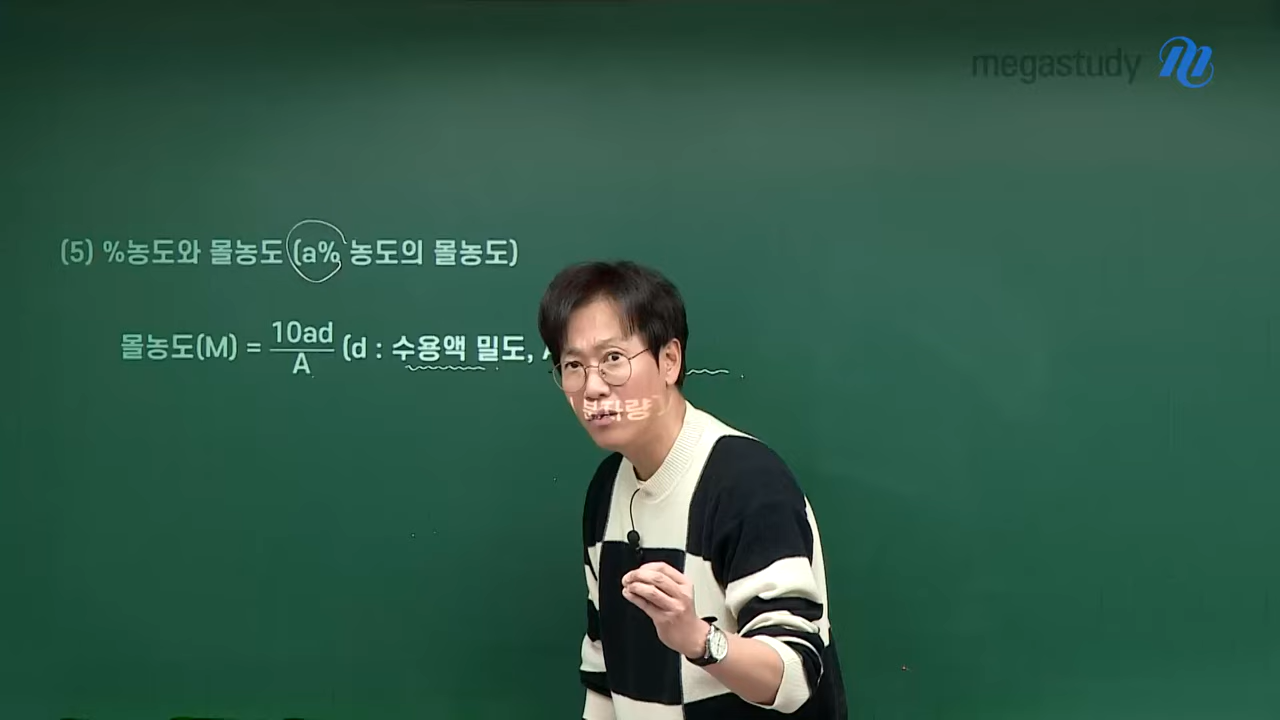 megastudy
(5) %농도와 몰농도 (a% 농도의 몰농도)
몰농도(M) = 10ad/A (d : 수용액 밀도,